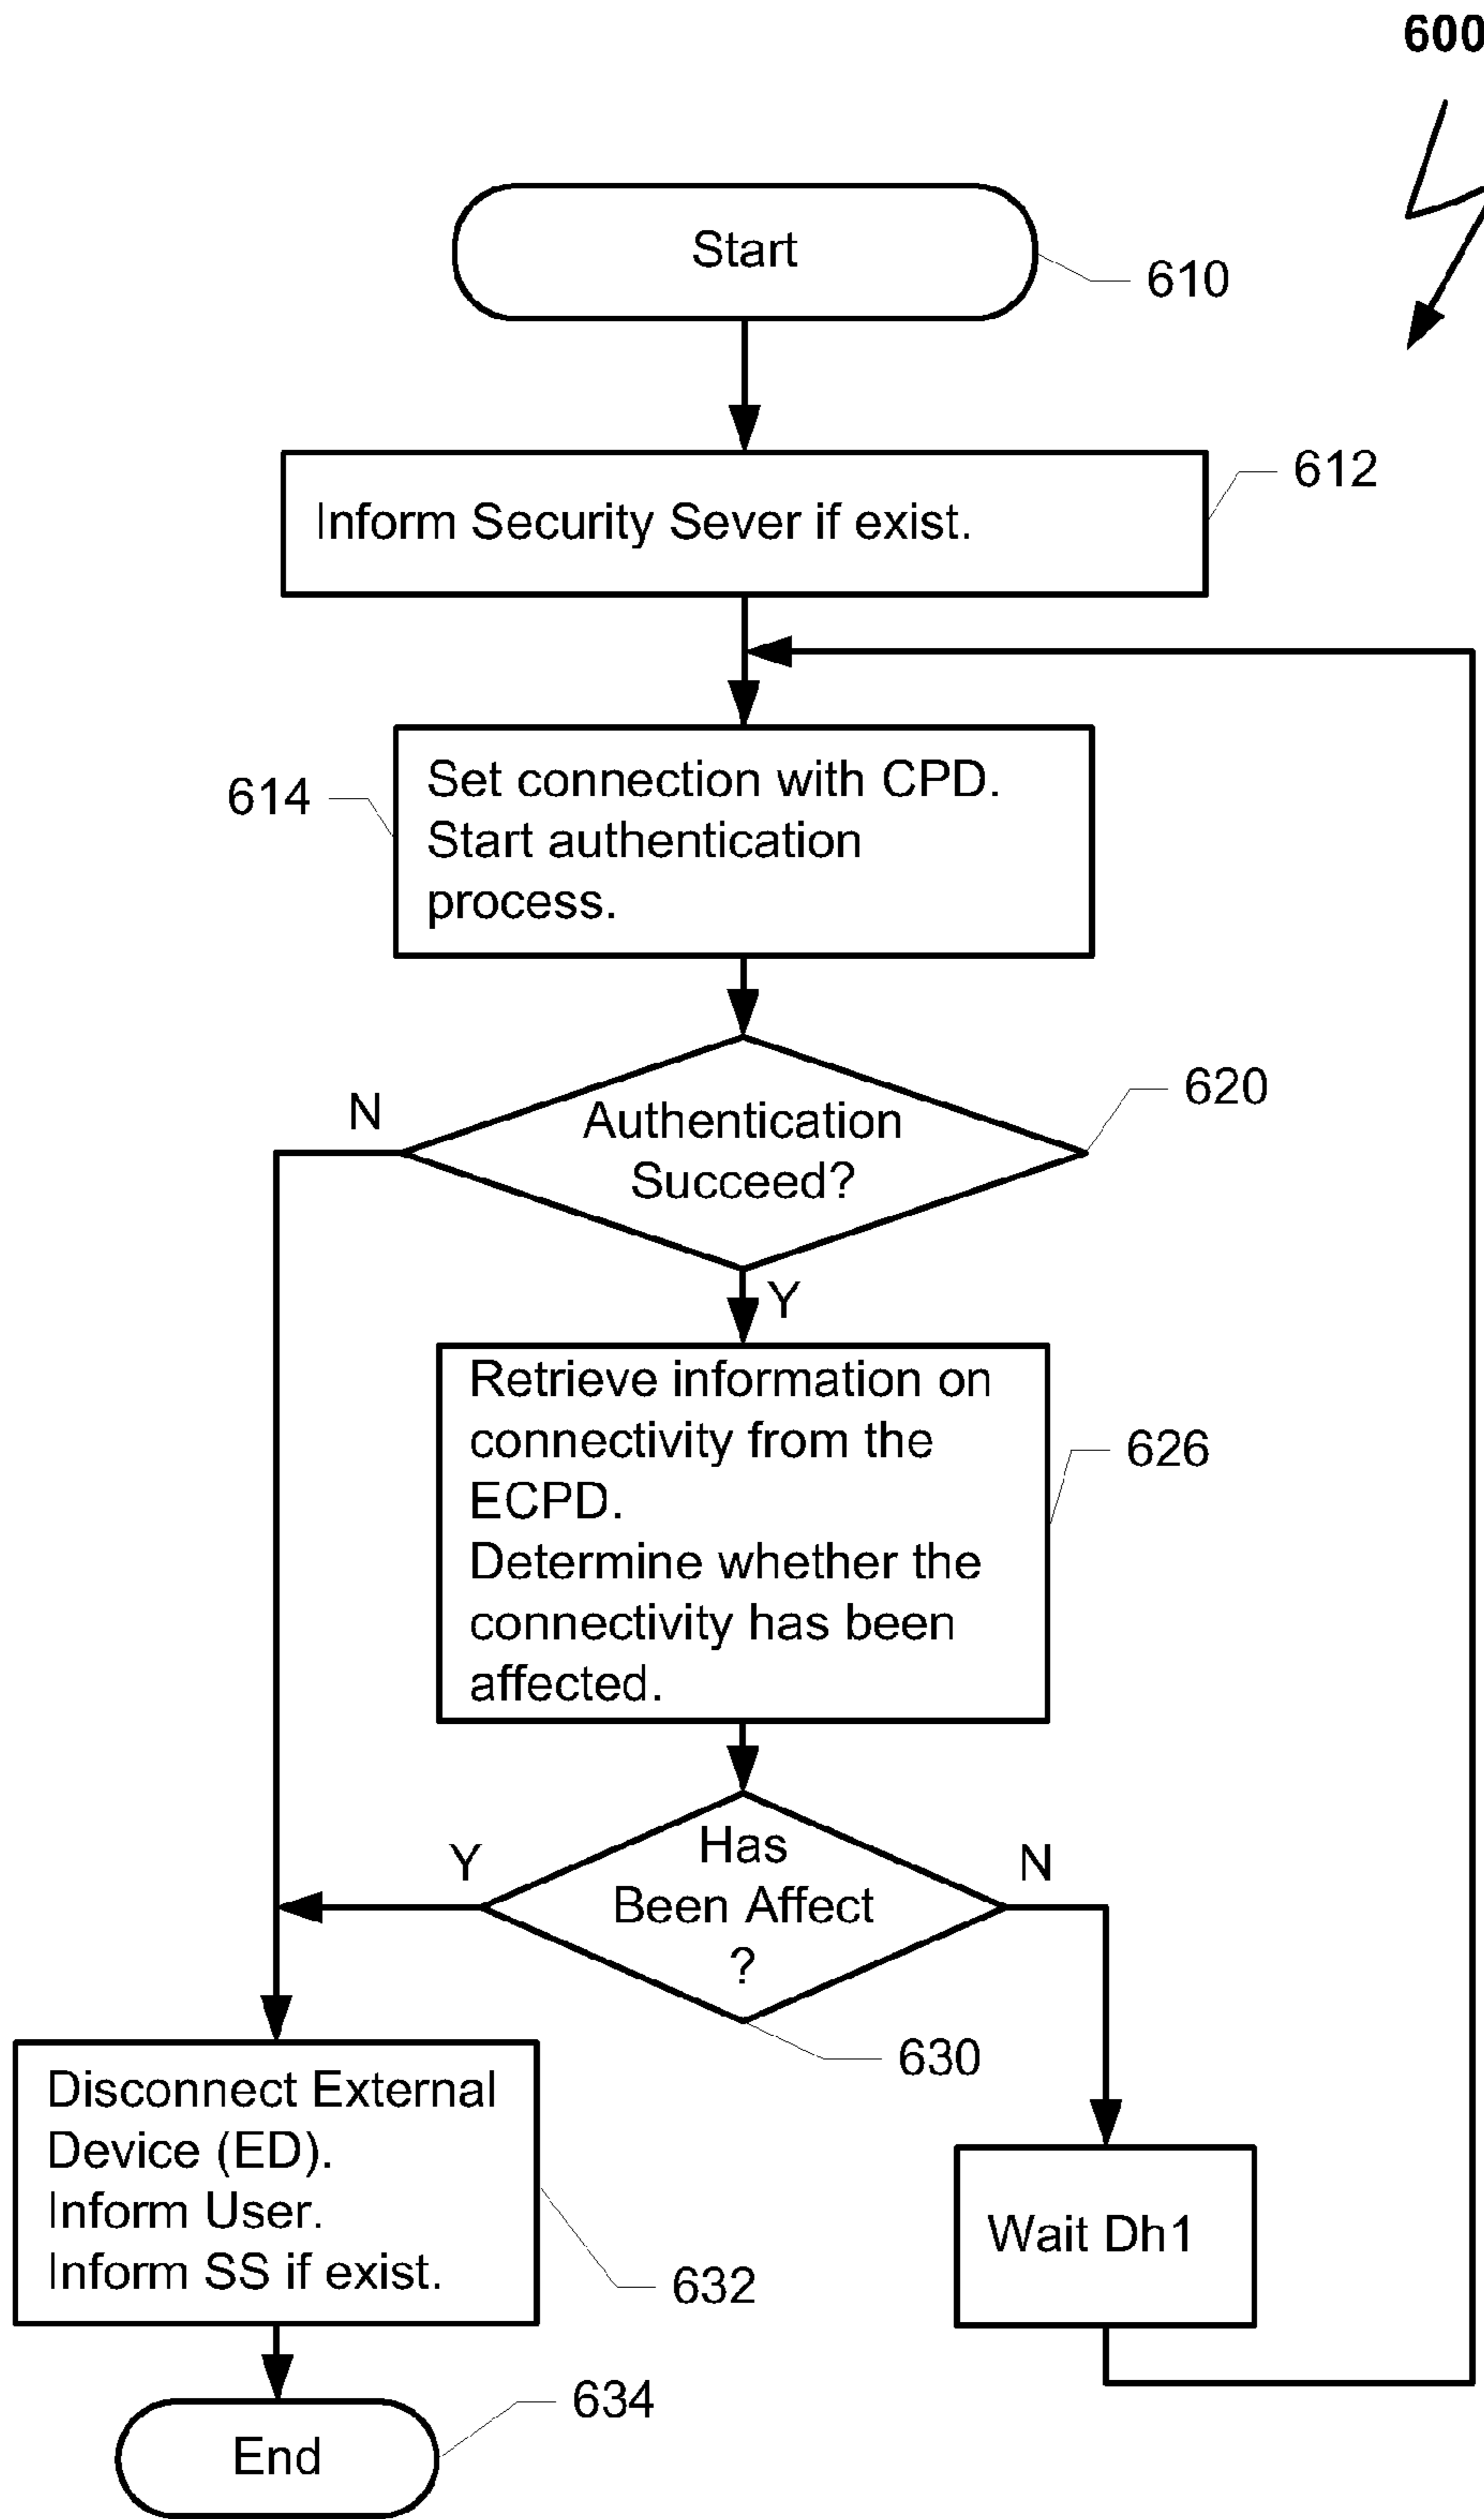 600
Start
610
Inform Security Sever if exist.
612
Set connection with CPD.
Start authentication
process.
614
Authentication
Succeed?
620
N
Y
Retrieve information on
connectivity from the
ECPD.
Determine whether the
connectivity has been
affected.
626
Has
Been Affect
?
Y
N
630
Disconnect External
Device (ED).
Inform User.
Inform SS if exist.
632
Wait Dh1
End
634